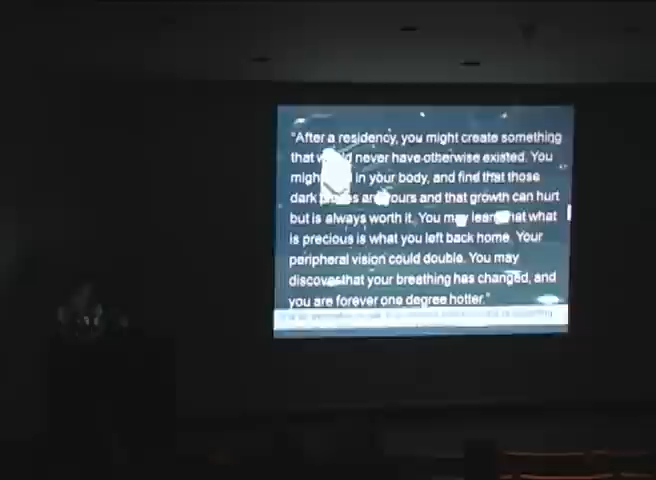 "After a residency, you might create something
that would never have otherwise existed. You
might in your body, and find that those
dark places are yours and that growth can hurt
but is always worth it. You may learn that what
is precious is what you left back home. Your
peripheral vision could double. You may
discover that your breathing has changed, and
you are forever one degree hotter."